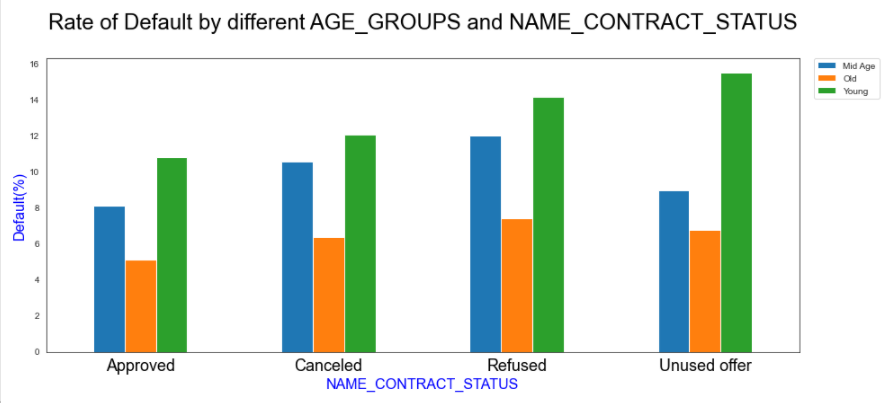 Rate of Default by different AGE_GROUPS and NAME_CONTRACT_STATUS
Mid Age
Old
Young
Default(%)
16
14
12
10
8
6
4
2
0
Approved Canceled Refused Unused offer
NAME_CONTRACT_STATUS